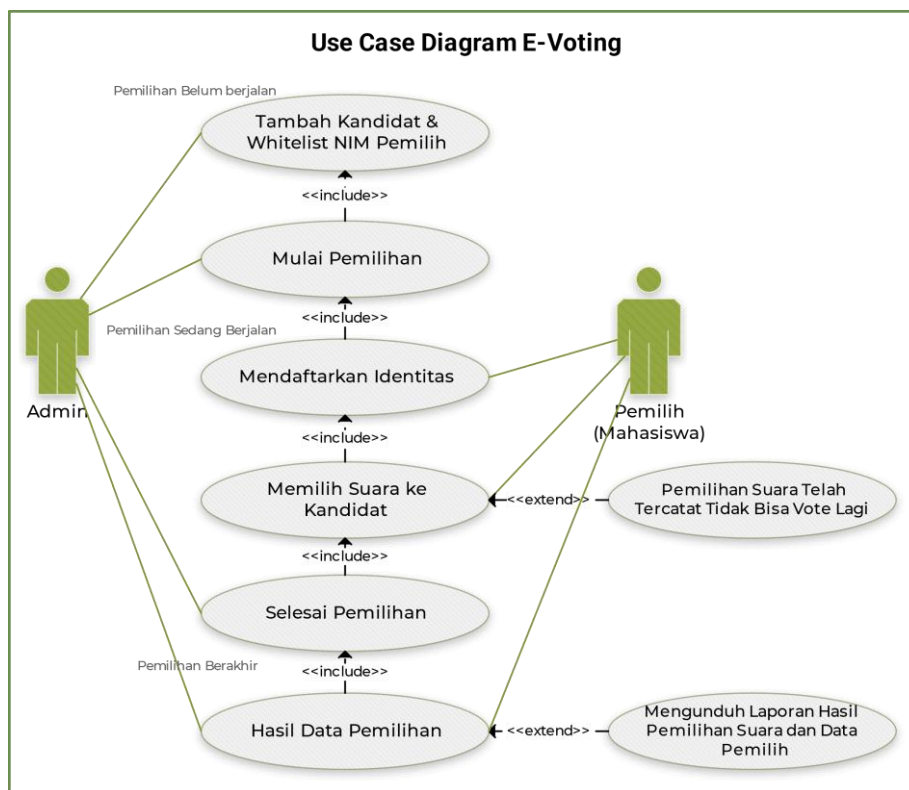 Use Case Diagram E-Voting
Pemilihan Belum berjalan
Tambah Kandidat &
Whitelist NIM Pemilih
<<include>>
Mulai Pemilihan
Pemilihan Sedang Berjalan
<<include>>
Mendaftarkan Identitas
Admin
Pemilih
(Mahasiswa)
<<include>>
Memilih Suara ke
Kandidat
<<extend>>
Pemilihan Suara Telah
Tercatat Tidak Bisa Vote Lagi
<<include>>
Selesai Pemilihan
Pemilihan Berakhir
<<include>>
Hasil Data Pemilihan
<<extend>>
Mengunduh Laporan Hasil
Pemilihan Suara dan Data
Pemilih